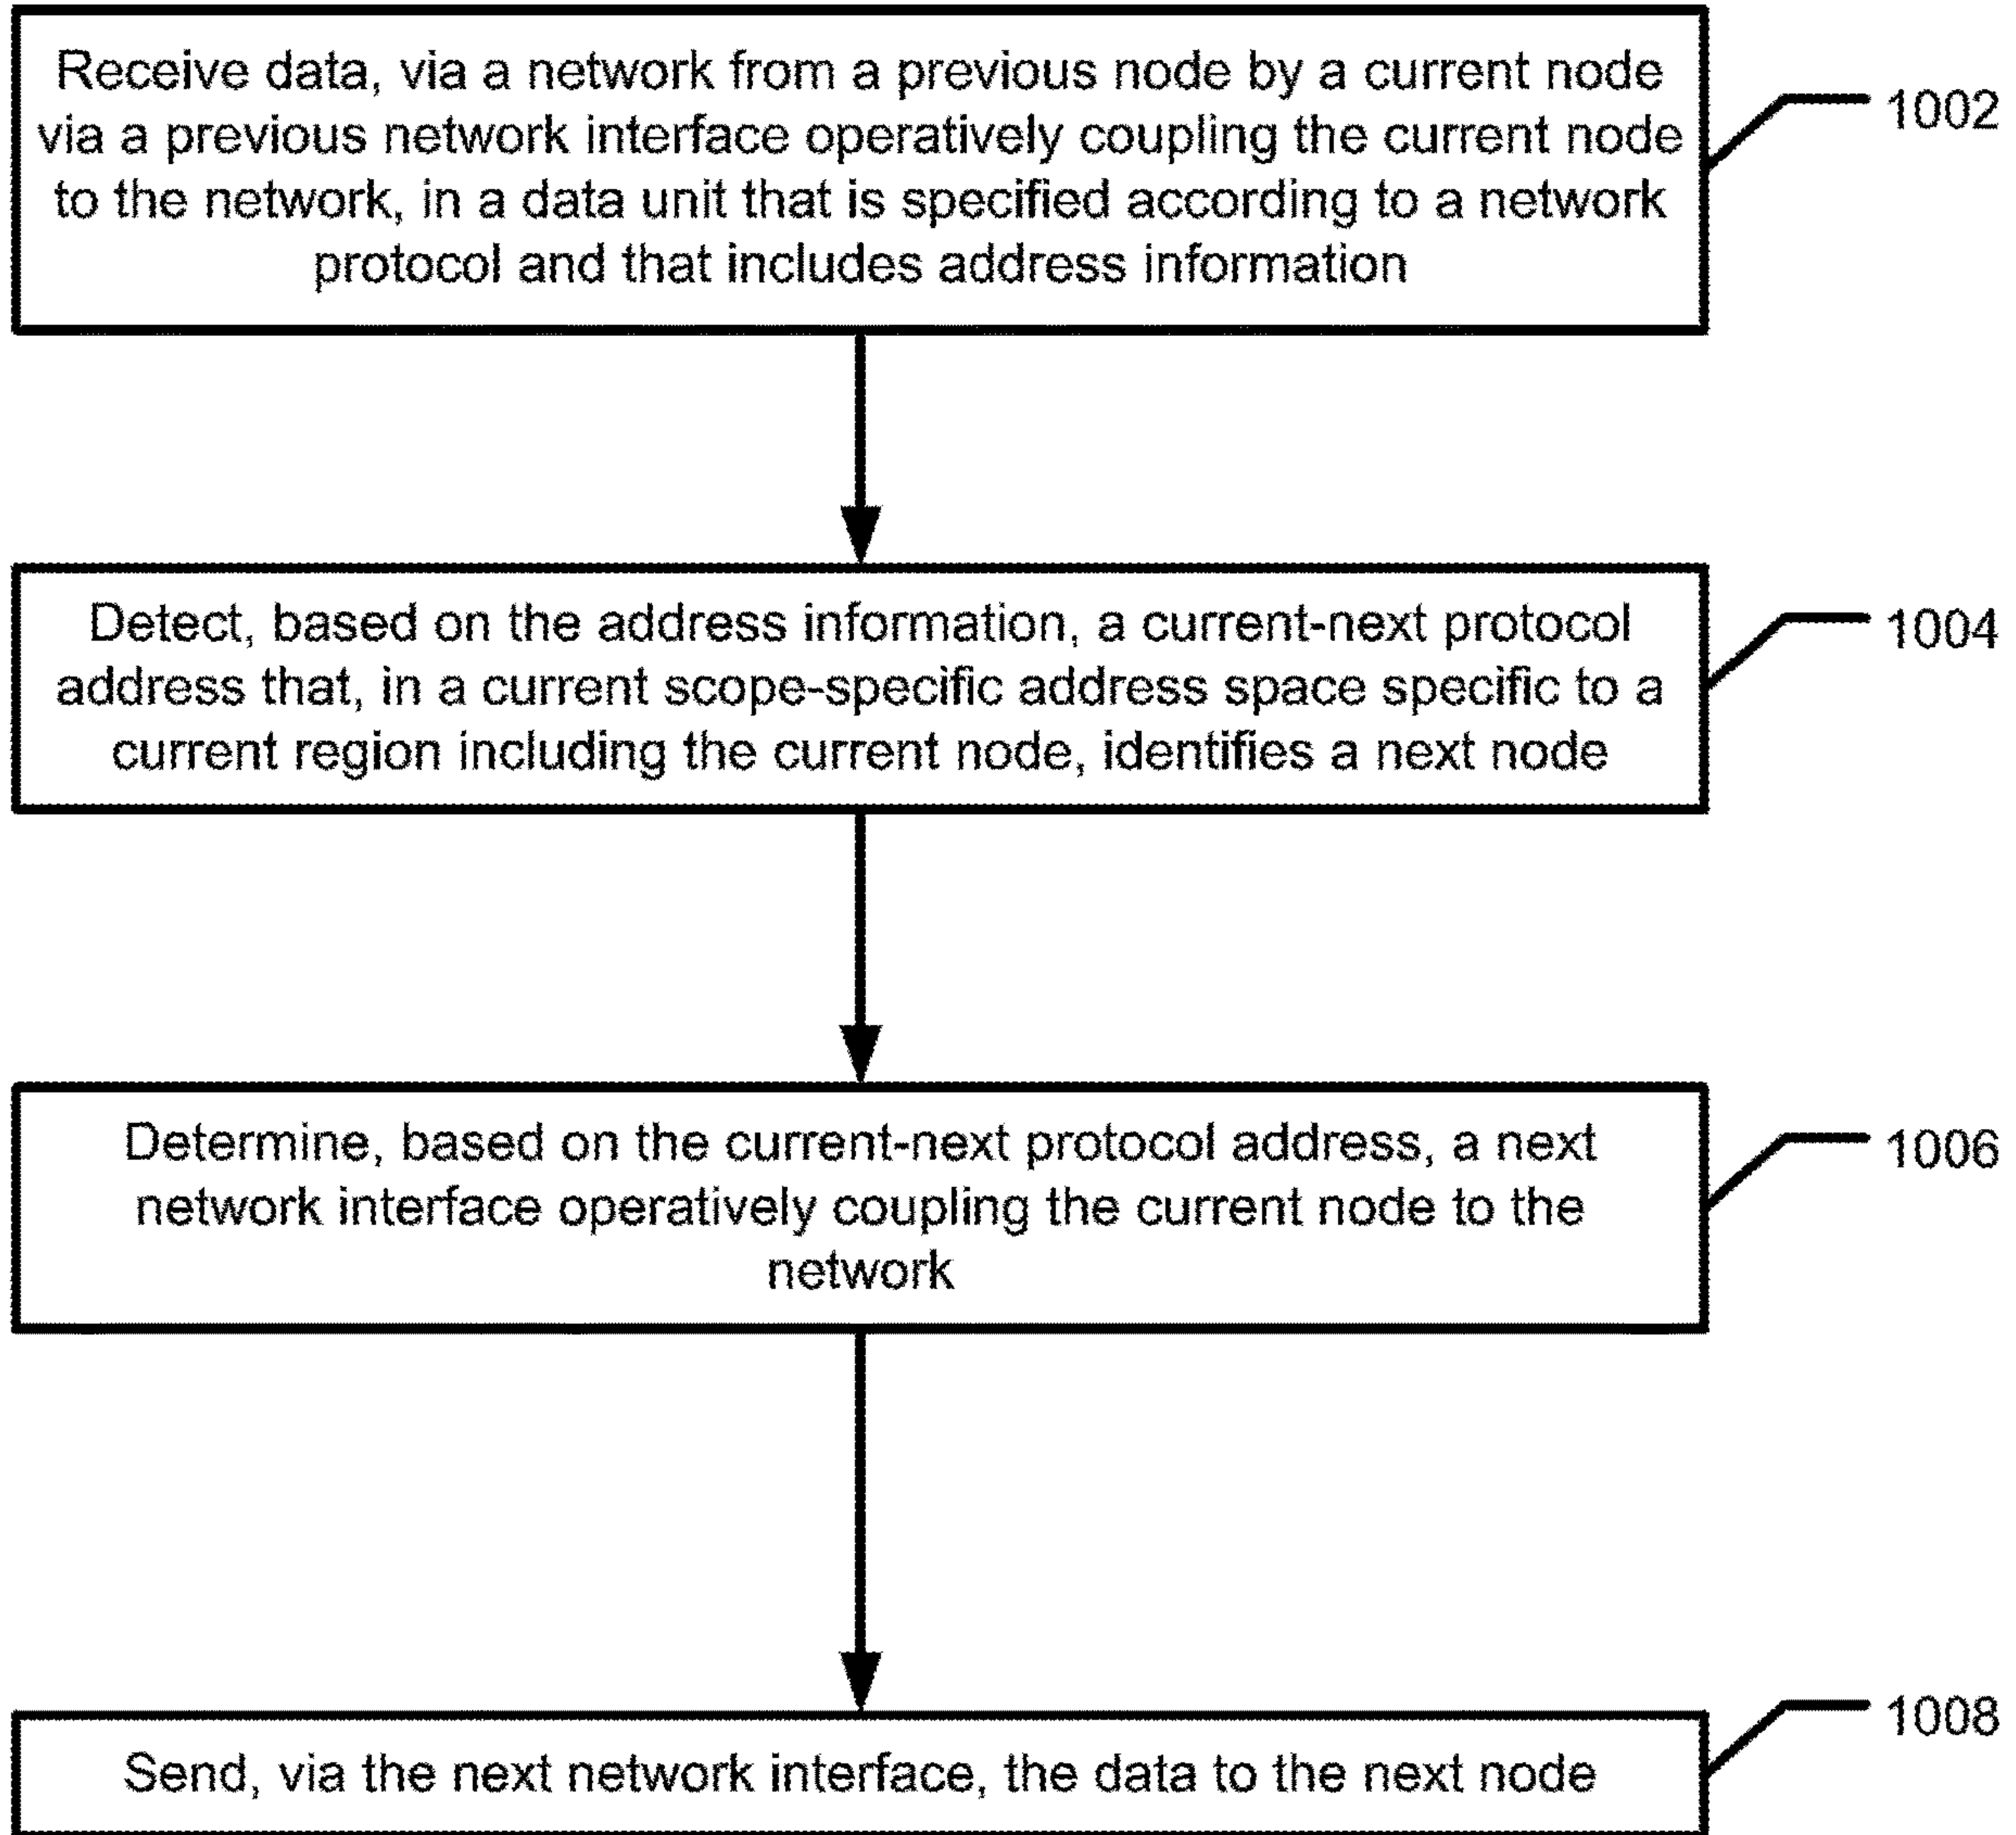 Receive data, via a network from a previous node by a current node
via a previous network interface operatively coupling the current node
to the network, in a data unit that is specified according to a network
protocol and that includes address information
1002
Detect, based on the address information, a current-next protocol
address that, in a current scope-specific address space specific to a
current region including the current node, identifies a next node
1004
Determine, based on the current-next protocol address, a next
network interface operatively coupling the current node to the
network
1006
Send, via the next network interface, the data to the next node
1008